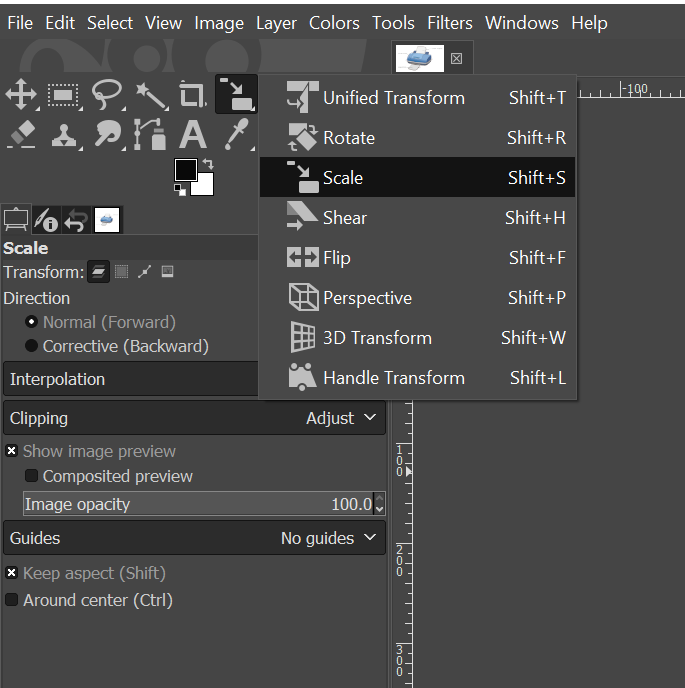 File Edit Select View Image Layer Colors Tools Filters Windows Help
-100
Unified Transform Shift+T
Rotate Shift+R
Scale Shift+S
Shear Shift+H
Flip Shift+F
Perspective Shift+P
3D Transform Shift+W
Handle Transform Shift+L
Scale
Transform:
Direction
Normal (Forward)
Corrective (Backward)
Interpolation
Clipping Adjust
Show image preview
Composited preview
Image opacity 100.0
Guides No guides
Keep aspect (Shift)
Around center (Ctrl)
100
200
300